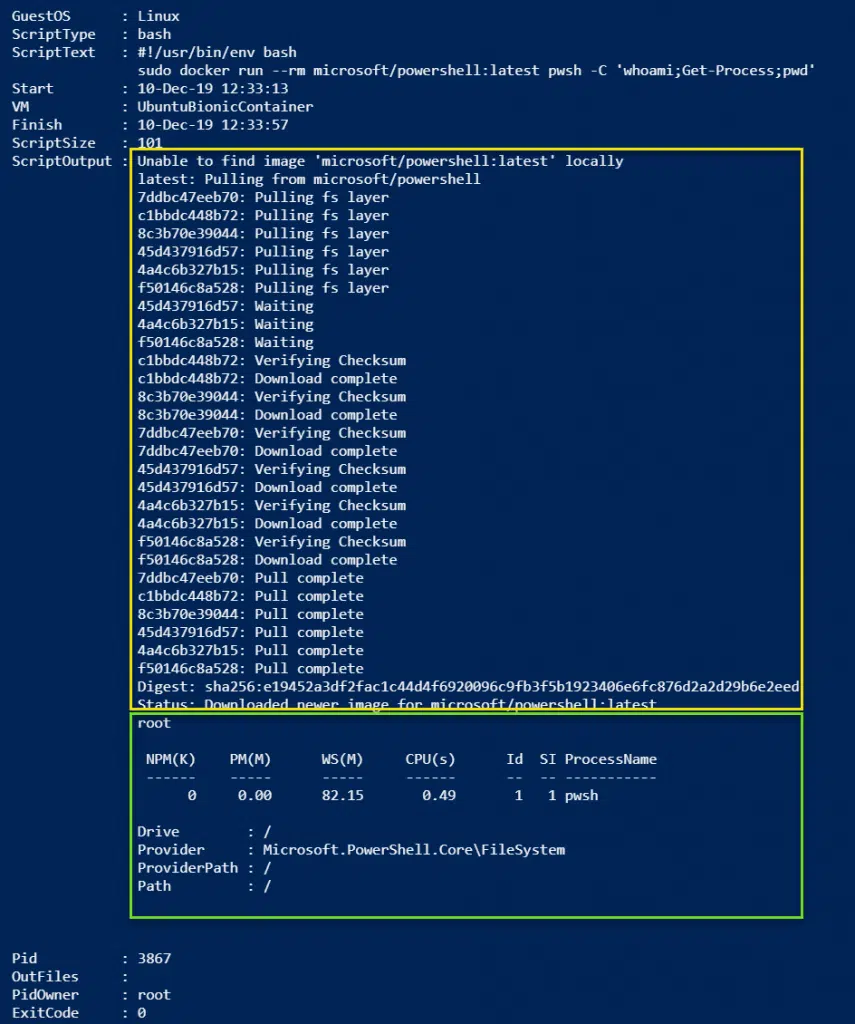 GuestOS      : Linux
ScriptType   : bash
ScriptText   : #!/usr/bin/env bash
               sudo docker run --rm microsoft/powershell:latest pwsh -C 'whoami;Get-Process;pwd'
Start        : 10-Dec-19 12:33:13
VM           : UbuntuBionicContainer
Finish       : 10-Dec-19 12:33:57
ScriptSize   : 101
ScriptOutput : Unable to find image 'microsoft/powershell:latest' locally
               latest: Pulling from microsoft/powershell
               7ddbc47eeb70: Pulling fs layer
               c1bbdc448b72: Pulling fs layer
               8c3b70e39044: Pulling fs layer
               45d437916d57: Pulling fs layer
               4a4c6b327b15: Pulling fs layer
               f50146c8a528: Pulling fs layer
               45d437916d57: Waiting
               4a4c6b327b15: Waiting
               f50146c8a528: Waiting
               c1bbdc448b72: Verifying Checksum
               c1bbdc448b72: Download complete
               8c3b70e39044: Verifying Checksum
               8c3b70e39044: Download complete
               7ddbc47eeb70: Verifying Checksum
               7ddbc47eeb70: Download complete
               45d437916d57: Verifying Checksum
               45d437916d57: Download complete
               4a4c6b327b15: Verifying Checksum
               4a4c6b327b15: Download complete
               f50146c8a528: Verifying Checksum
               f50146c8a528: Download complete
               7ddbc47eeb70: Pull complete
               c1bbdc448b72: Pull complete
               8c3b70e39044: Pull complete
               45d437916d57: Pull complete
               4a4c6b327b15: Pull complete
               f50146c8a528: Pull complete
               Digest: sha256:e19452a3df2fac1c44d4f6920096c9fb3f5b1923406e6fc876d2a2d29b6e2eed
               Status: Downloaded newer image for microsoft/powershell:latest
               root

                NPM(K)    PM(M)      WS(M)     CPU(s)      Id  SI ProcessName
                ------    -----      -----     ------      --  -- -----------
                     0     0.00      82.15       0.49       1   1 pwsh

               Drive        : /
               Provider     : Microsoft.PowerShell.Core\FileSystem
               ProviderPath : /
               Path         : /

Pid          : 3867
OutFiles     :
PidOwner     : root
ExitCode     : 0